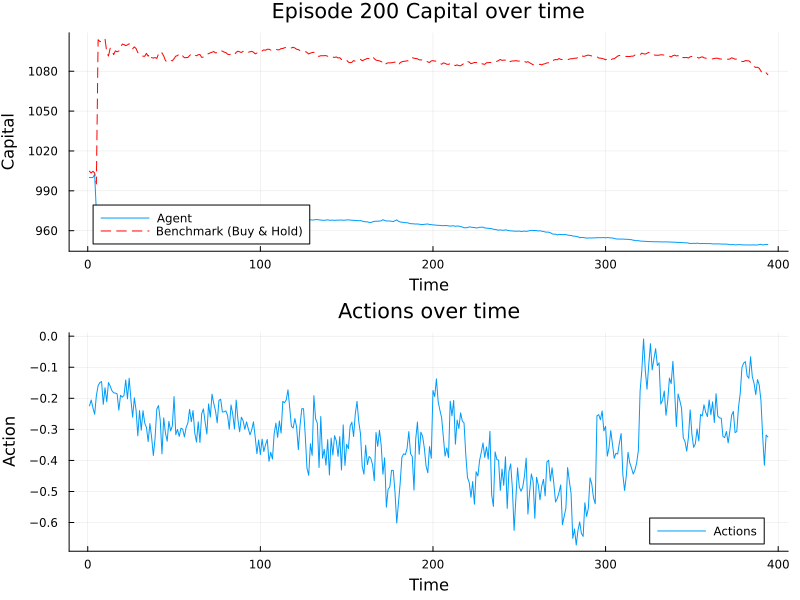 Episode 200 Capital over time
Capital
1080
1050
1020
990
960
Agent
Benchmark (Buy & Hold)
0
100
200
300
400
Time
Actions over time
Action
0.0
−0.1
−0.2
−0.3
−0.4
−0.5
−0.6
Actions
0
100
200
300
400
Time